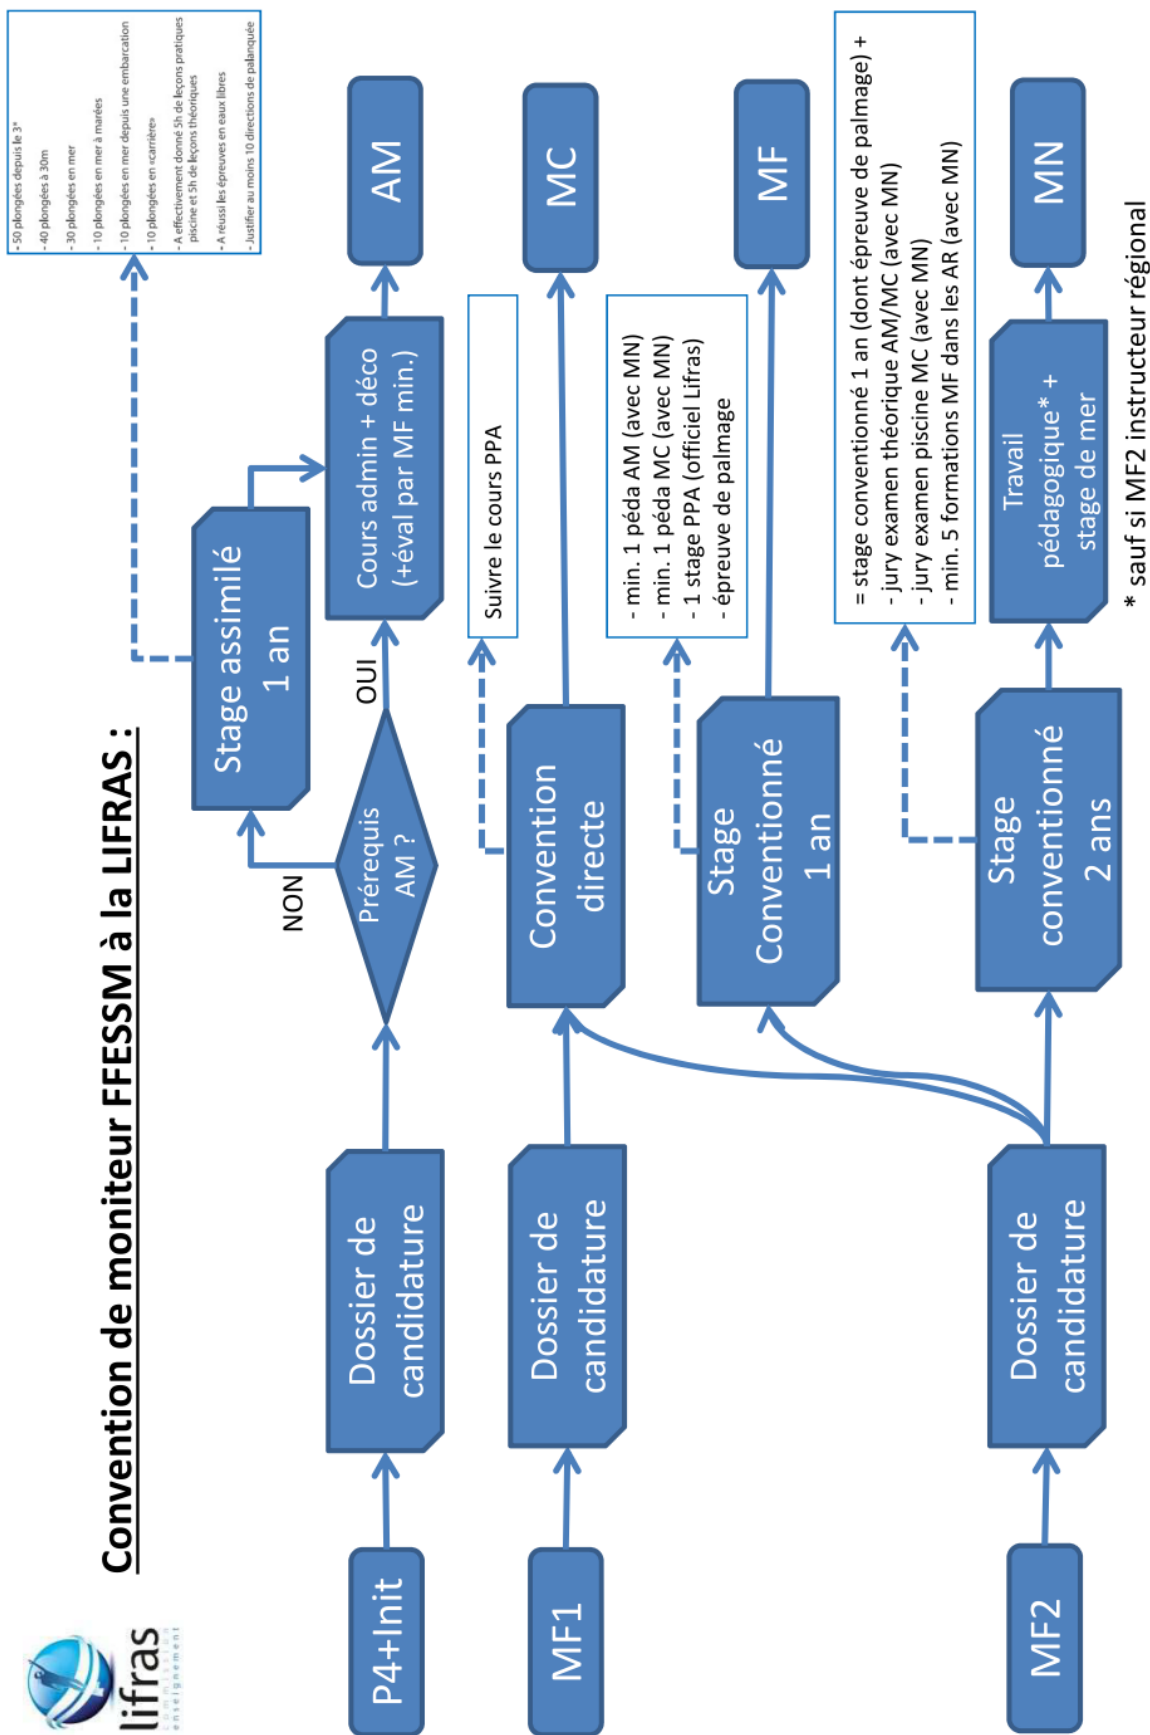 lifras
commission
enseignement
Convention de moniteur FFESSM à la LIFRAS :
- 50 plongées depuis le 3*
- 40 plongées à 30m
- 30 plongées en mer
- 10 plongées en mer à marées
- 10 plongées en mer depuis une embarcation
- 10 plongées en «carrière»
- A effectivement donné 5h de leçons pratiques
piscine et 5h de leçons théoriques
- A réussi les épreuves en eaux libres
- Justifier au moins 10 directions de palanquée
Stage assimilé
1 an
NON
OUI
P4+Init
Dossier de
candidature
Prérequis
AM ?
Cours admin + déco
(+éval par MF min.)
AM
Suivre le cours PPA
MF1
Dossier de
candidature
Convention
directe
MC
- min. 1 péda AM (avec MN)
- min. 1 péda MC (avec MN)
- 1 stage PPA (officiel Lifras)
- épreuve de palmage
Stage
Conventionné
1 an
MF
= stage conventionné 1 an (dont épreuve de palmage) +
- jury examen théorique AM/MC (avec MN)
- jury examen piscine MC (avec MN)
- min. 5 formations MF dans les AR (avec MN)
MF2
Dossier de
candidature
Stage
conventionné
2 ans
Travail
pédagogique* +
stage de mer
MN
* sauf si MF2 instructeur régional